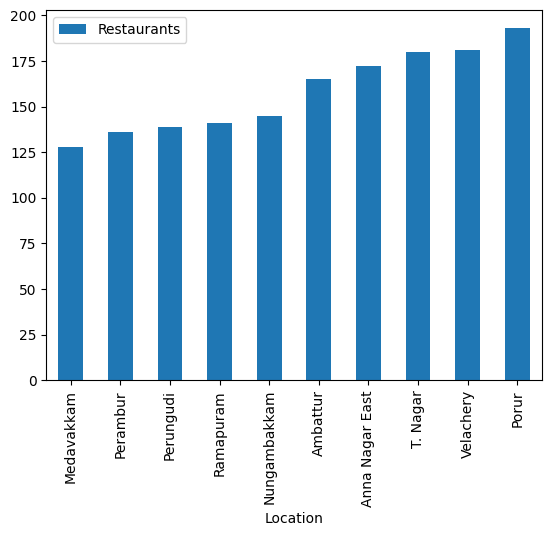 200
175
150
125
100
75
50
25
0
Restaurants
Medavakkam
Perambur
Perungudi
Ramapuram
Nungambakkam
Ambattur
Anna Nagar East
T. Nagar
Velachery
Porur
Location